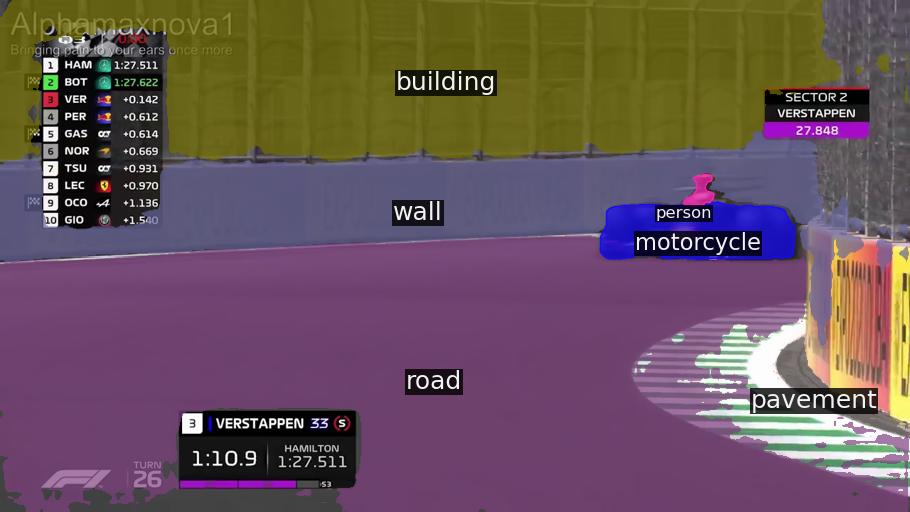 Alphamaxnova1
Bringing pain to your ears once more
1 HAM 1:27.511
2 BOT 1:27.622
3 VER +0.142
4 PER +0.612
5 GAS +0.614
6 NOR +0.669
7 TSU +0.931
8 LEC +0.970
9 OCO +1.136
10 GIO +1.540
building
SECTOR 2
VERSTAPPEN
27.848
wall
person
motorcycle
road
pavement
3 VERSTAPPEN 33 S
1:10.9
HAMILTON
1:27.511
S3
F1
TURN
26